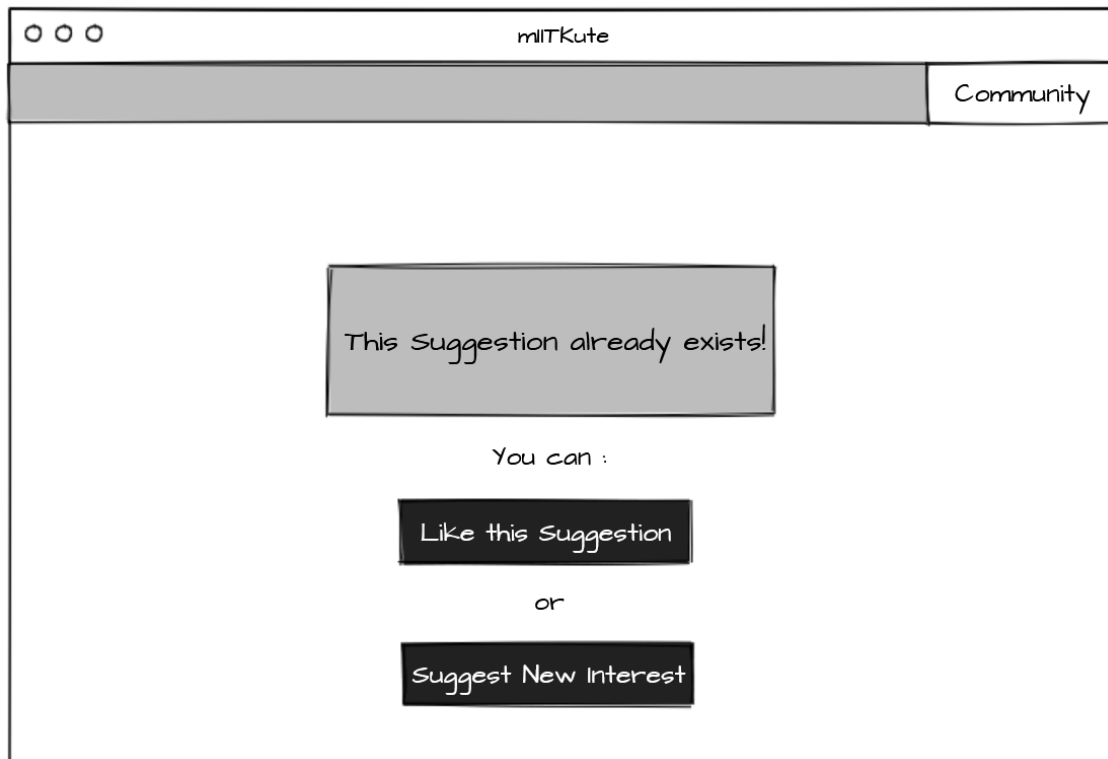 mIITKute
Community
This Suggestion already exists!
You can :
Like this Suggestion
or
Suggest New Interest